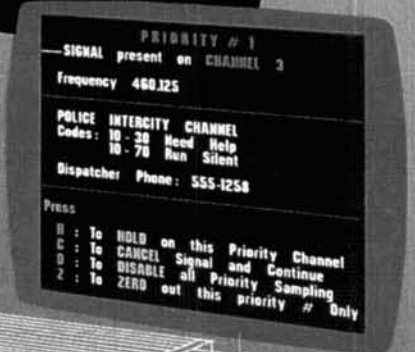 PRIORITY # 1
SIGNAL present on CHANNEL 3
Frequency 460.125
POLICE INTERCITY CHANNEL
Codes: 10 - 30 Need Help
10 - 70 Run Silent
Dispatcher Phone: 555-1258
Press
H : To HOLD on this Priority Channel
C : To CANCEL Signal and Continue
D : To DISABLE all Priority Sampling
Z : To ZERO out this priority # Only